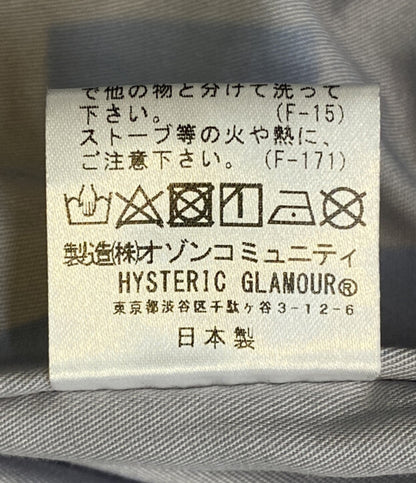 で他の物と分けて洗って
下さい。 (F-15)
ストーブ等の火や熱に、
ご注意下さい。 (F-171)
製造(株)オゾンコミュニティ
HYSTERIC GLAMOUR®
東京都渋谷区千駄ヶ谷3-12-6
日本製